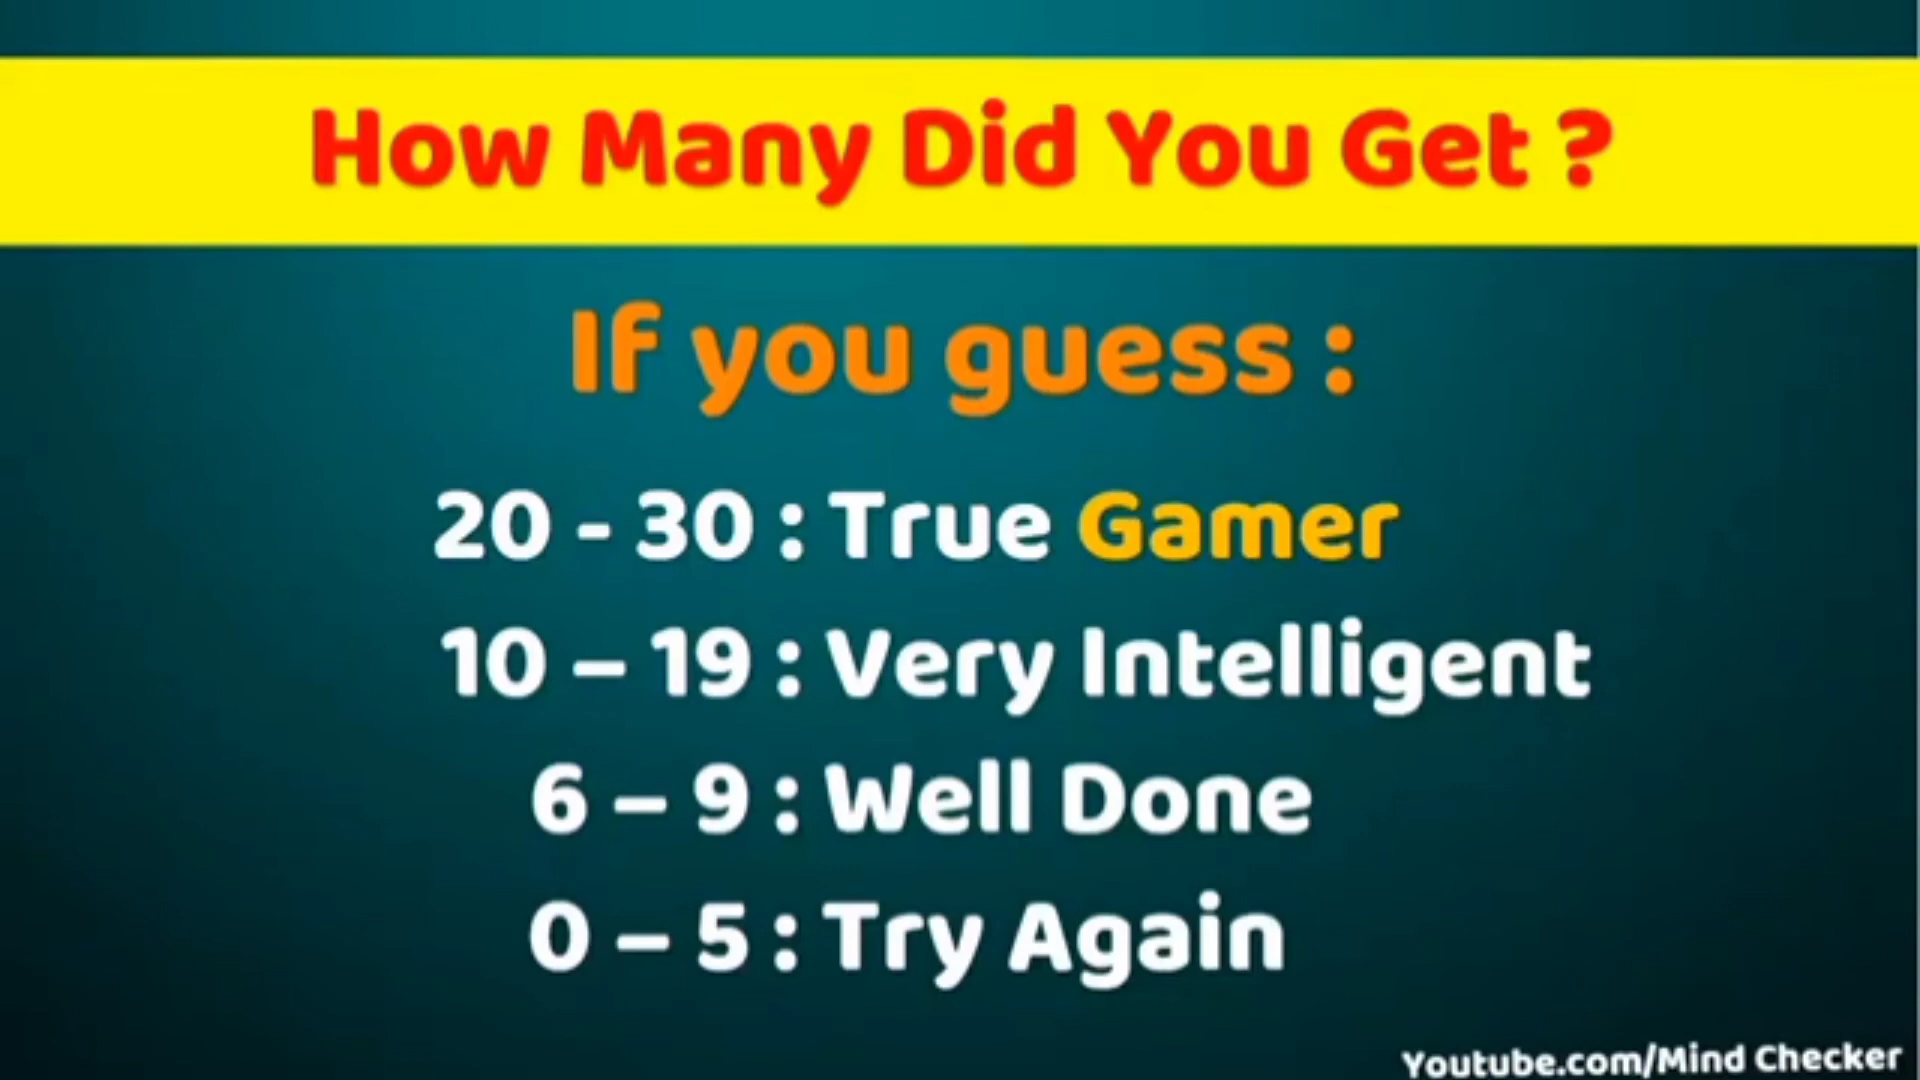 How Many Did You Get ?
If you guess :
20 - 30 : True Gamer
10 – 19 : Very Intelligent
6 – 9 : Well Done
0 – 5 : Try Again
Youtube.com/Mind Checker